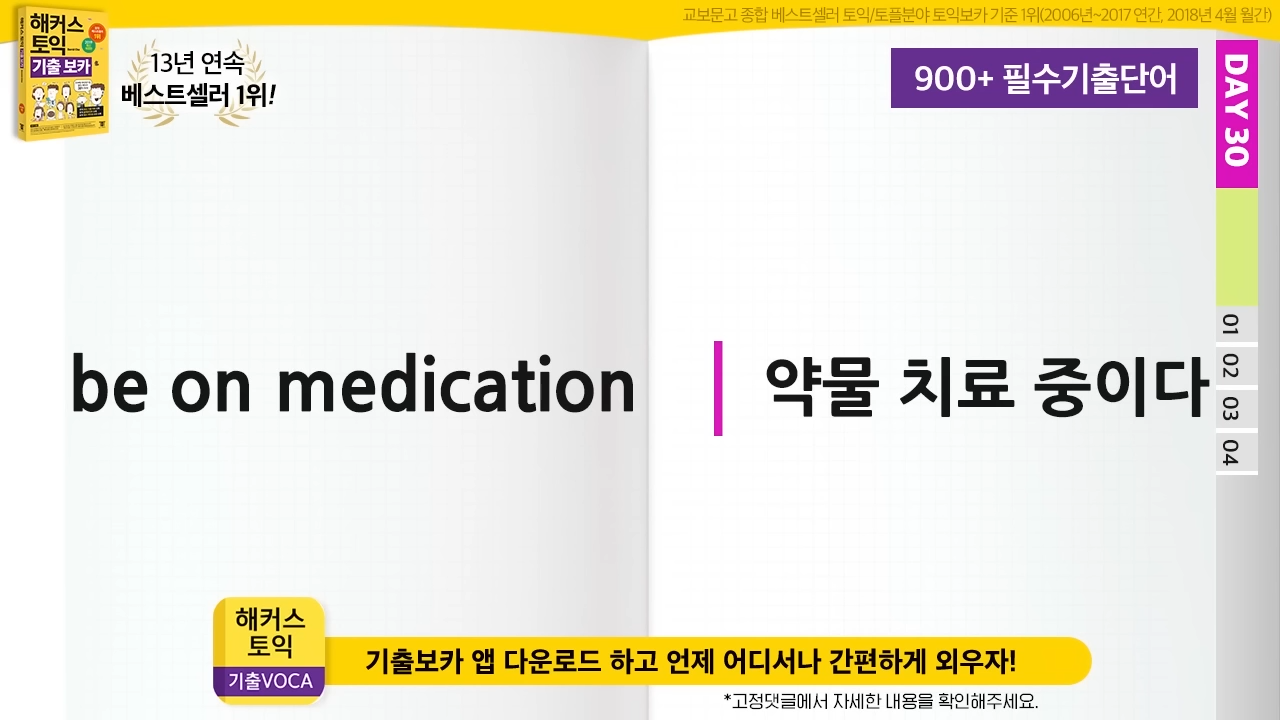 교보문고 종합 베스트셀러 토익/토플분야 토익보카 기준 1위(2006년~2017 연간, 2018년 4월 월간)
해커스
토익
기출 보카
13년 연속
베스트셀러 1위!
900+ 필수기출단어
DAY 30
be on medication
약물 치료 중이다
01
02
03
04
해커스
토익
기출VOCA
기출보카 앱 다운로드 하고 언제 어디서나 간편하게 외우자!
*고정댓글에서 자세한 내용을 확인해주세요.